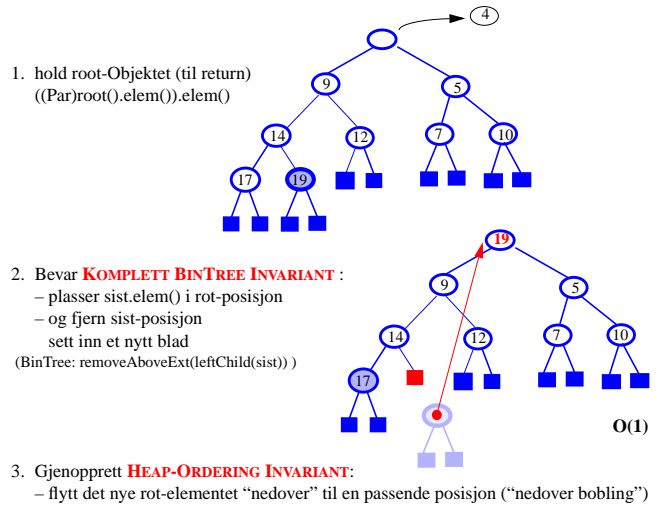 4
1. hold root-Objektet (til return)
((Par)root().elem()).elem()
9
5
14
12
7
10
17
19
2. Bevar KOMPLETT BINTREE INVARIANT :
– plasser sist.elem() i rot-posisjon
– og fjern sist-posisjon
sett inn et nytt blad
(BinTree: removeAboveExt(leftChild(sist)) )
19
9
5
14
12
7
10
17
O(1)
3. Gjenopprett HEAP-ORDERING INVARIANT:
– flytt det nye rot-elementet “nedover” til en passende posisjon (“nedover bobling”)